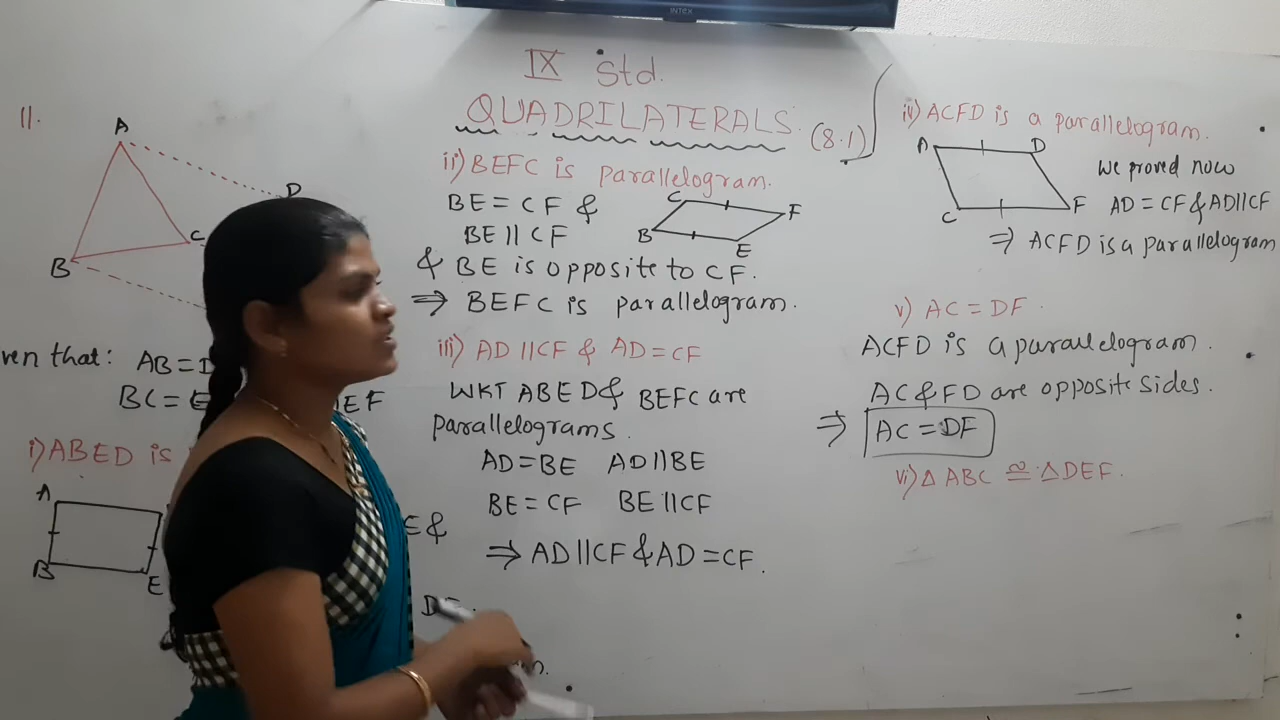 INTEX
IX Std.
QUADRILATERALS. (8.1)
11.
A
D
C
B
ven that: AB=D
BC=E EF
i) ABED is
A
B
E
E &
ii) BEFC is parallelogram.
BE = CF &
BE || CF
C
F
B
E
& BE is opposite to CF.
⇒ BEFC is parallelogram.
iii) AD || CF & AD = CF
WKT ABED & BEFC are
parallelograms.
AD = BE AD || BE
BE = CF BE || CF
⇒ AD || CF & AD = CF.
iv) ACFD is a parallelogram.
A
D
C
F
We proved now
AD = CF & AD || CF
⇒ ACFD is a parallelogram
v) AC = DF.
ACFD is a parallelogram.
AC & FD are opposite sides.
⇒ AC = DF
vi) △ ABC ≅ △ DEF.